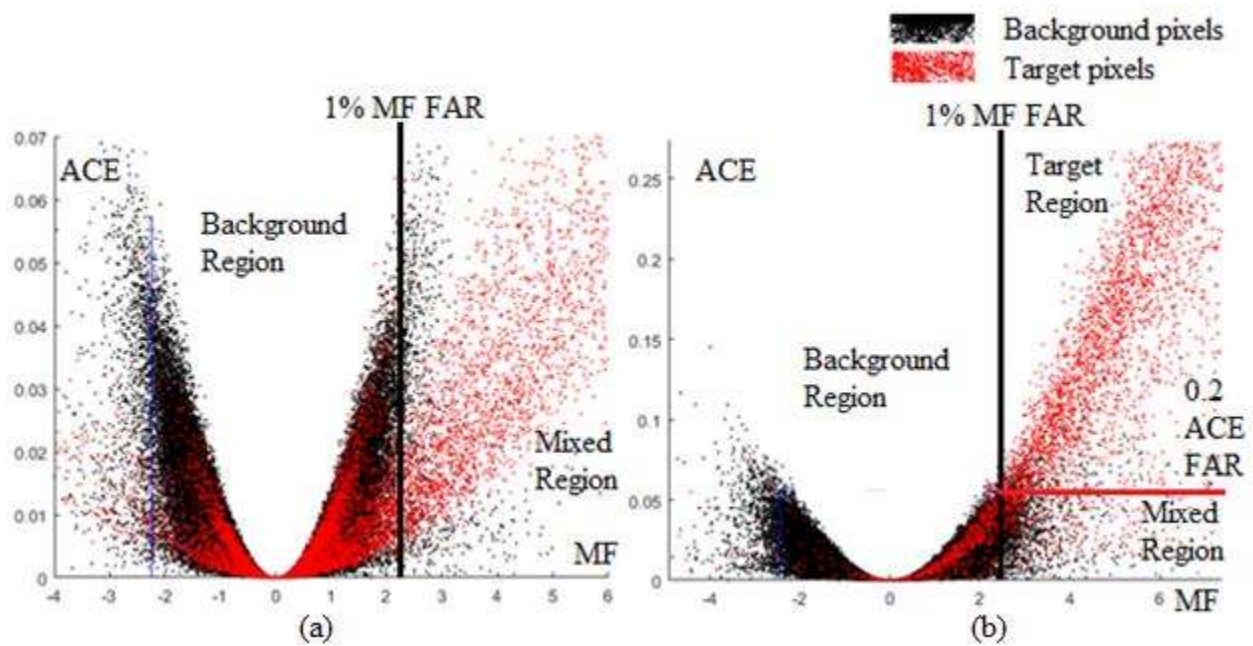 Background pixels
Target pixels
1% MF FAR
0.07
ACE
0.06
0.05
0.04
0.03
0.02
0.01
0
Background
Region
Mixed
Region
MF
-4 -3 -2 -1 0 1 2 3 4 5 6
(a)
1% MF FAR
ACE
0.25
0.2
0.15
0.1
0.05
0
Target
Region
Background
Region
0.2
ACE
FAR
Mixed
Region
-4 -2 0 2 4 6
MF
(b)